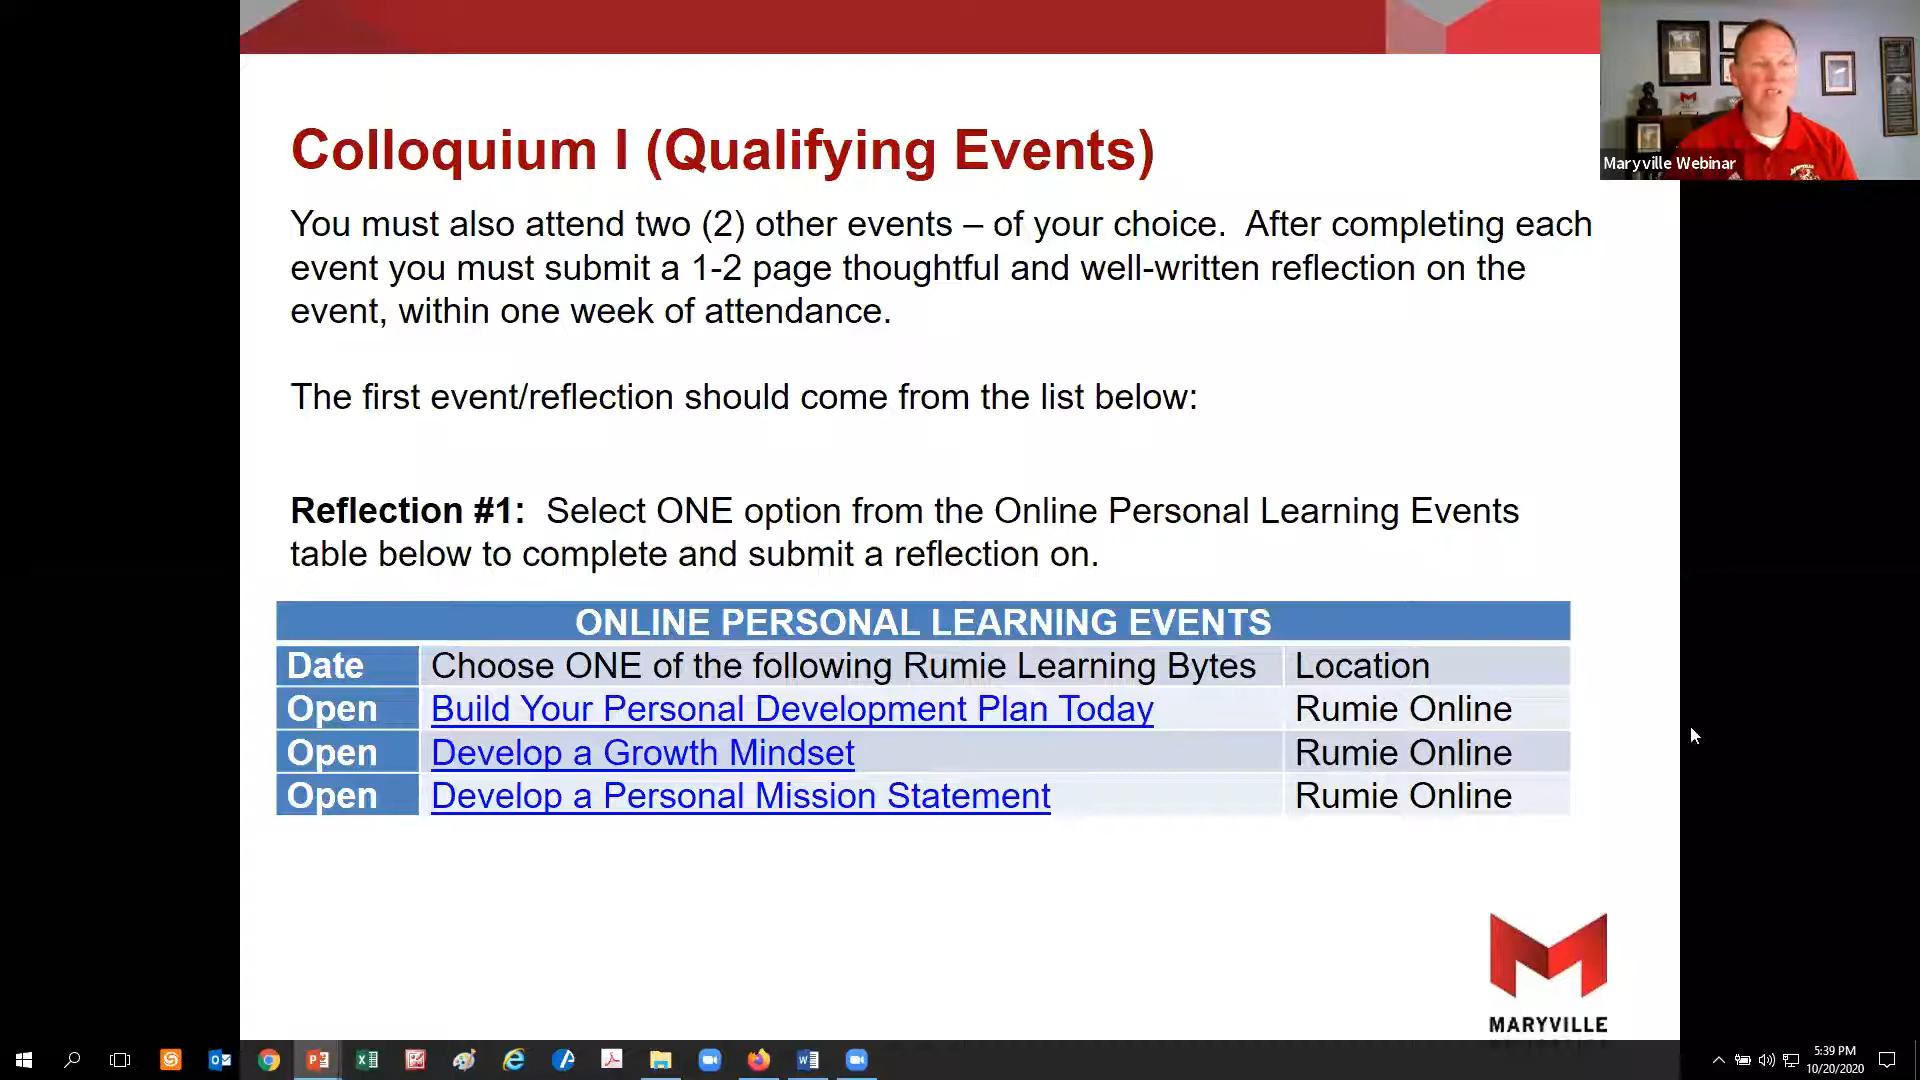 Colloquium I (Qualifying Events)
You must also attend two (2) other events – of your choice. After completing each
event you must submit a 1-2 page thoughtful and well-written reflection on the
event, within one week of attendance.
The first event/reflection should come from the list below:
Reflection #1: Select ONE option from the Online Personal Learning Events
table below to complete and submit a reflection on.
ONLINE PERSONAL LEARNING EVENTS
Date Choose ONE of the following Rumie Learning Bytes Location
Open Build Your Personal Development Plan Today Rumie Online
Open Develop a Growth Mindset Rumie Online
Open Develop a Personal Mission Statement Rumie Online
MARYVILLE
Maryville Webinar
5:39 PM
10/20/2020